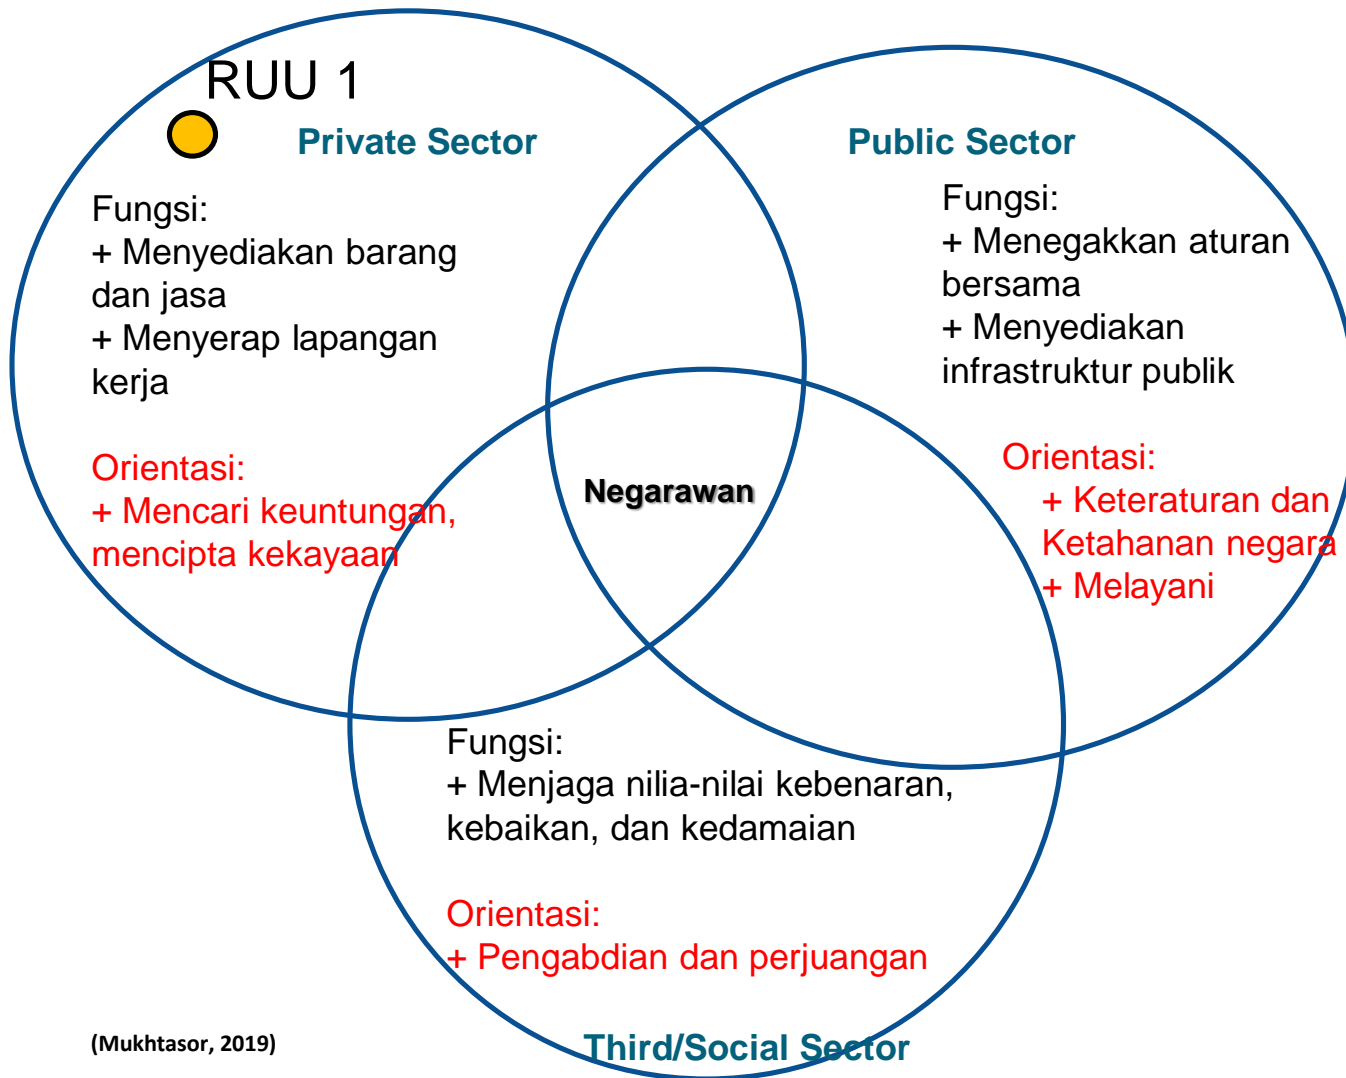 RUU 1
Private Sector
Fungsi:
+ Menyediakan barang
dan jasa
+ Menyerap lapangan
kerja
Orientasi:
+ Mencari keuntungan,
mencipta kekayaan
Public Sector
Fungsi:
+ Menegakkan aturan
bersama
+ Menyediakan
infrastruktur publik
Orientasi:
+ Keteraturan dan
Ketahanan negara
+ Melayani
Negarawan
Fungsi:
+ Menjaga nilia-nilai kebenaran,
kebaikan, dan kedamaian
Orientasi:
+ Pengabdian dan perjuangan
Third/Social Sector
(Mukhtasor, 2019)